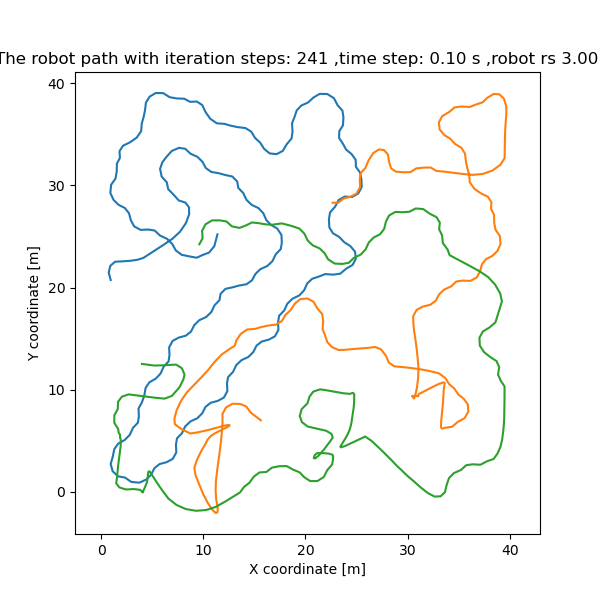 The robot path with iteration steps: 241 ,time step: 0.10 s ,robot rs 3.00
40
30
20
10
0
Y coordinate [m]
0 10 20 30 40
X coordinate [m]